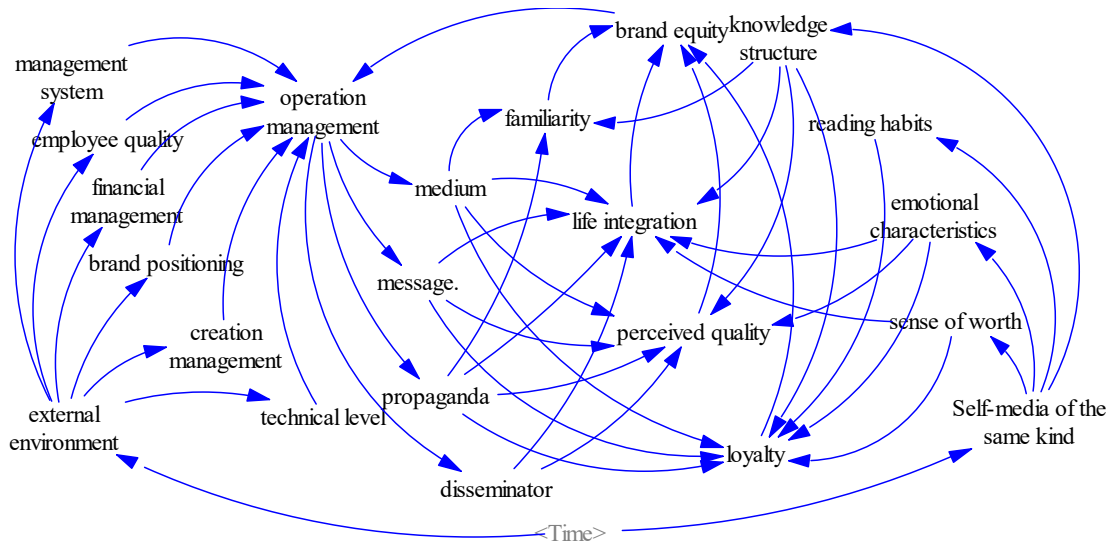 brand equity
knowledge
structure
management
system
operation
management
familiarity
reading habits
employee quality
financial
management
medium
life integration
emotional
characteristics
brand positioning
message.
creation
management
perceived quality
sense of worth
propaganda
external
environment
technical level
Self-media of the
same kind
loyalty
disseminator
<Time>